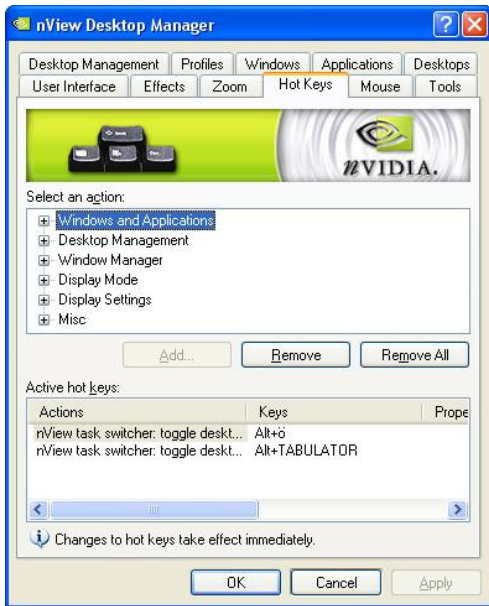 nView Desktop Manager
Desktop Management Profiles Windows Applications Desktops
User Interface Effects Zoom Hot Keys Mouse Tools
nVIDIA.
Select an action:
Windows and Applications
Desktop Management
Window Manager
Display Mode
Display Settings
Misc
Add... Remove Remove All
Active hot keys:
Actions Keys Prope
nView task switcher: toggle deskt... Alt+ö
nView task switcher: toggle deskt... Alt+TABULATOR
Changes to hot keys take effect immediately.
OK Cancel Apply